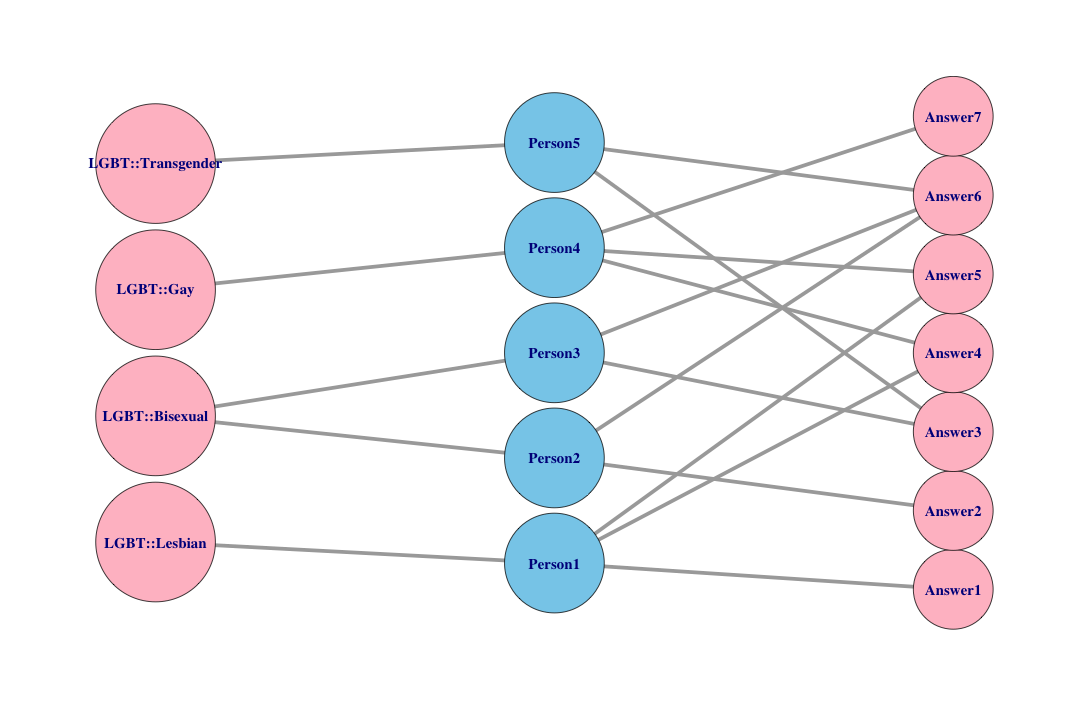 LGBT::Transgender
LGBT::Gay
LGBT::Bisexual
LGBT::Lesbian
Person5
Person4
Person3
Person2
Person1
Answer7
Answer6
Answer5
Answer4
Answer3
Answer2
Answer1